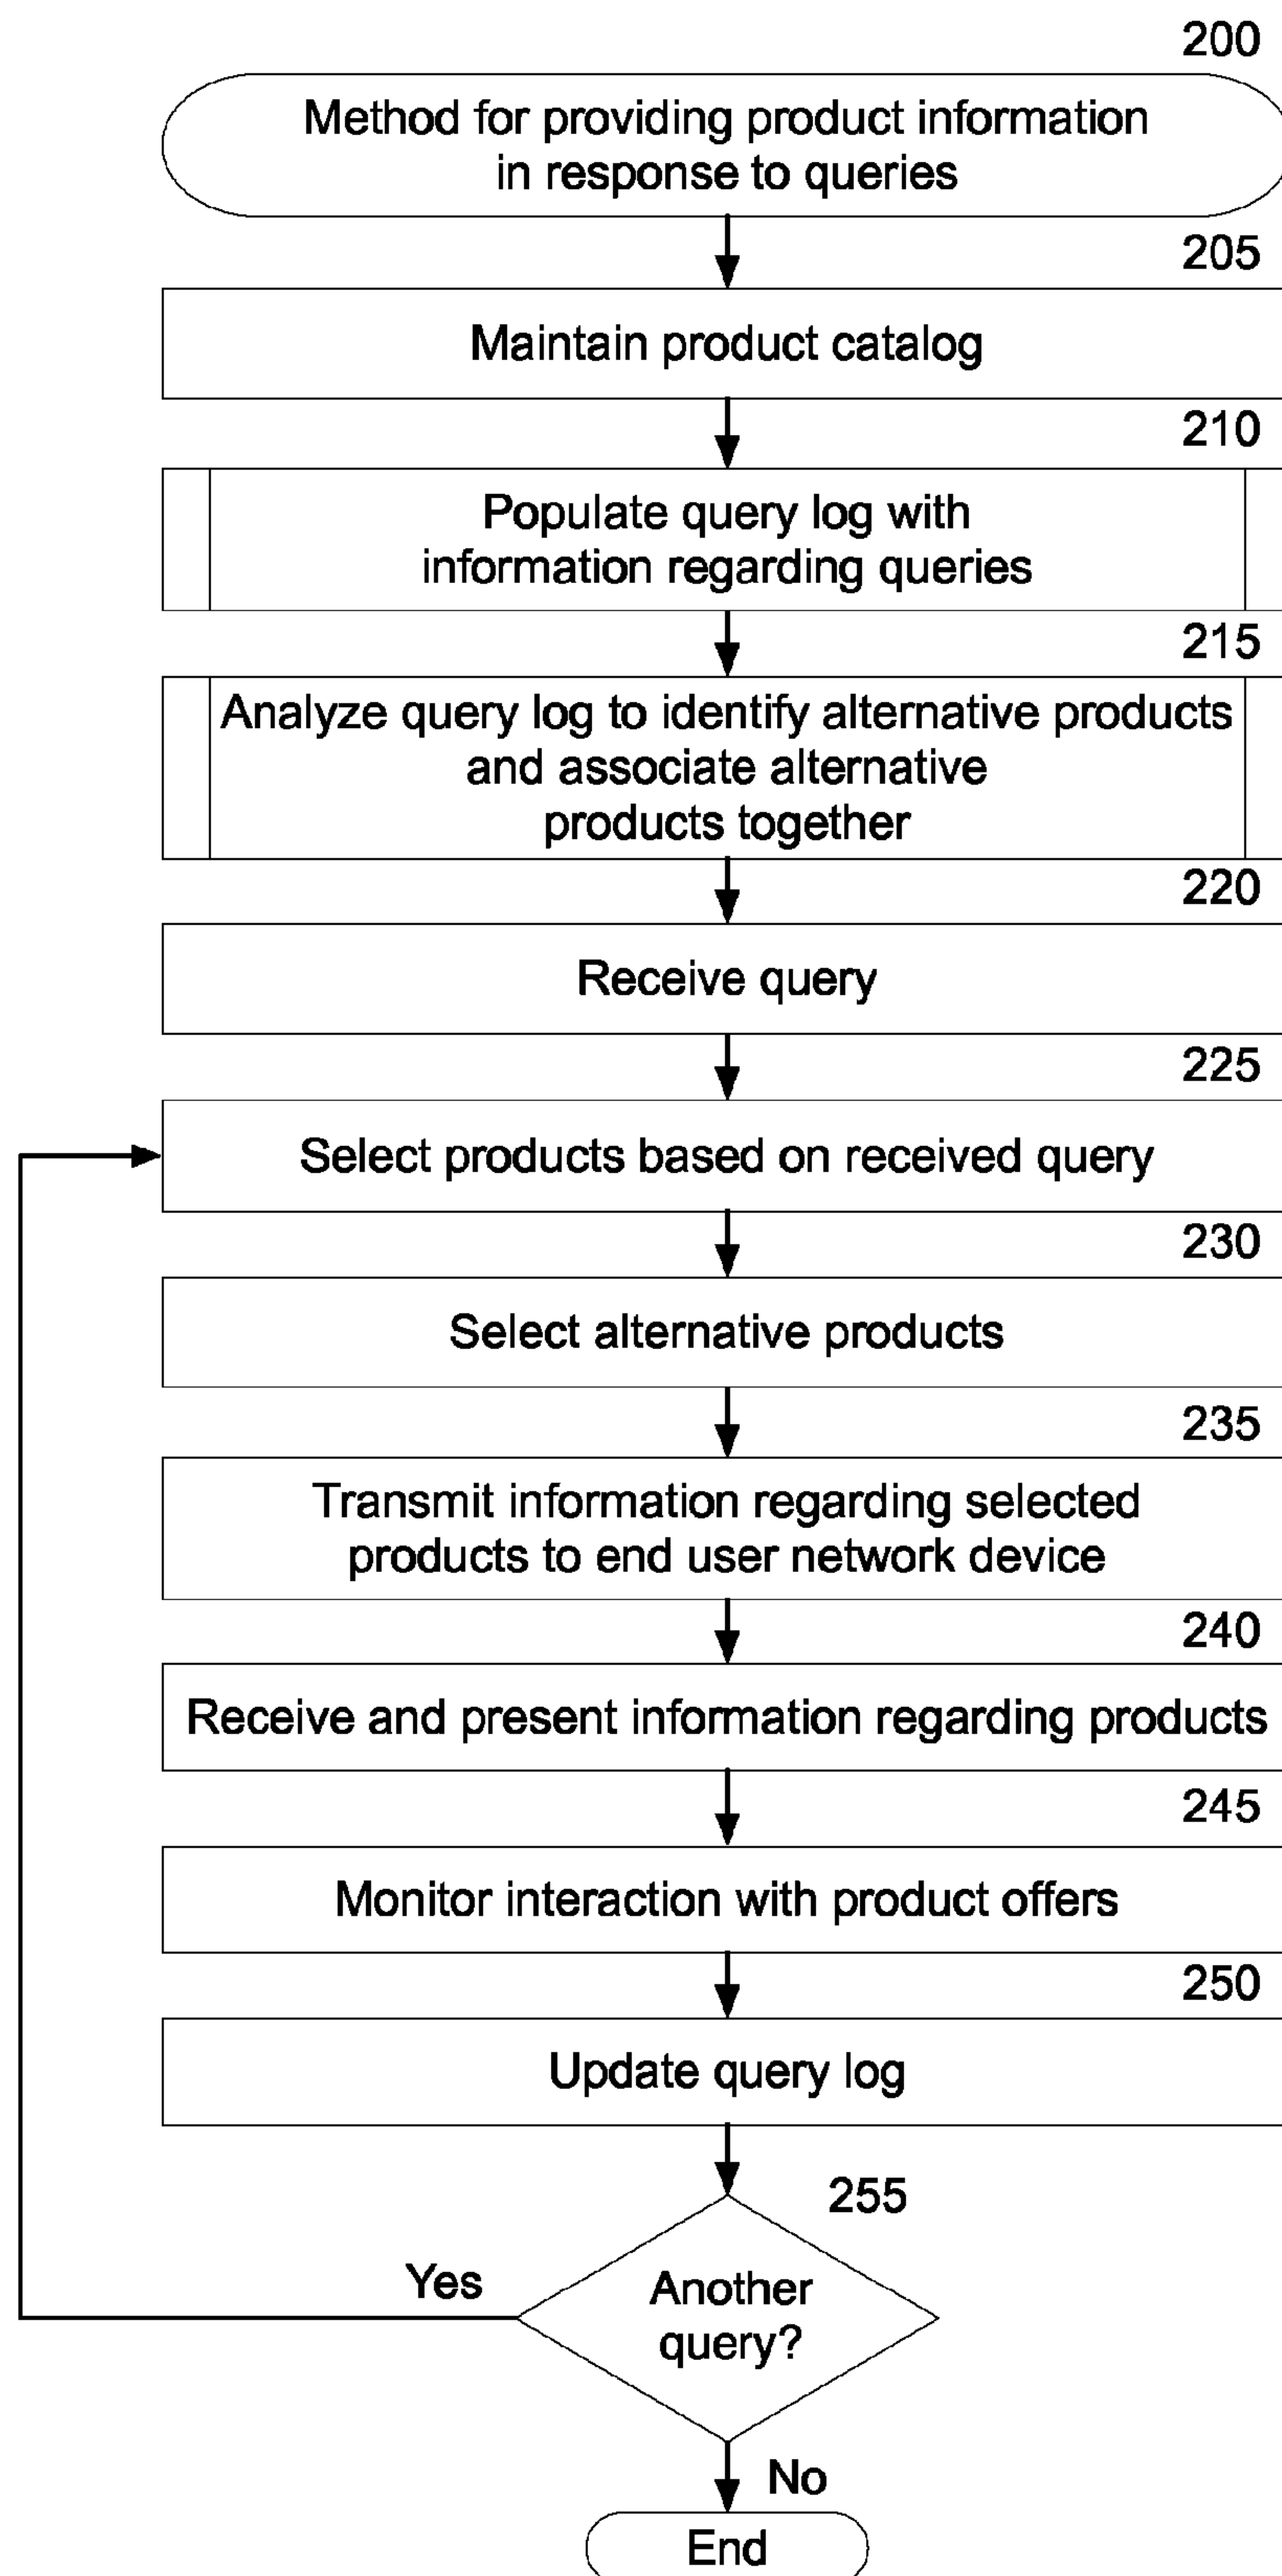 200
Method for providing product information
in response to queries
205
Maintain product catalog
210
Populate query log with
information regarding queries
215
Analyze query log to identify alternative products
and associate alternative
products together
220
Receive query
225
Select products based on received query
230
Select alternative products
235
Transmit information regarding selected
products to end user network device
240
Receive and present information regarding products
245
Monitor interaction with product offers
250
Update query log
255
Another
query?
Yes
No
End